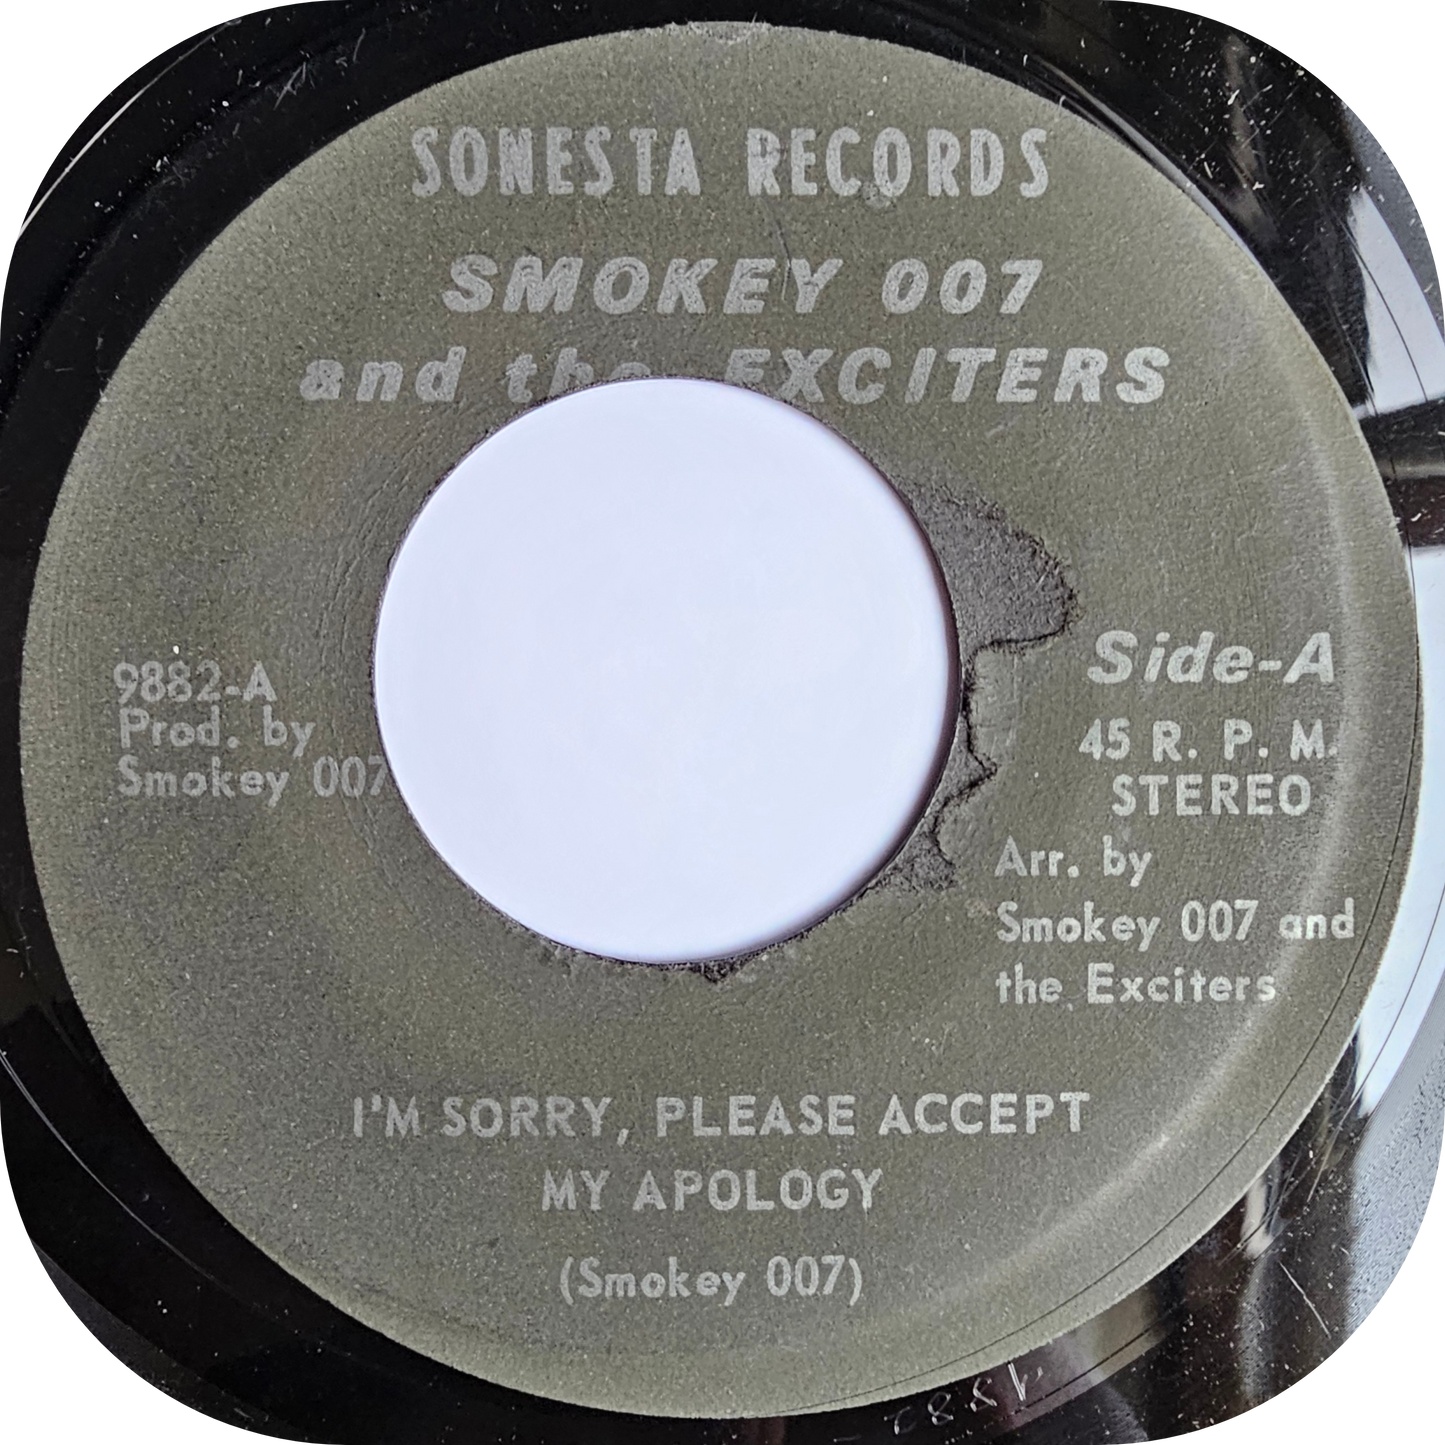 SONESTA RECORDS
SMOKEY 007
and the EXCITERS
9882-A
Prod. by
Smokey 007
Side-A
45 R. P. M.
STEREO
Arr. by
Smokey 007 and
the Exciters
I'M SORRY, PLEASE ACCEPT
MY APOLOGY
(Smokey 007)